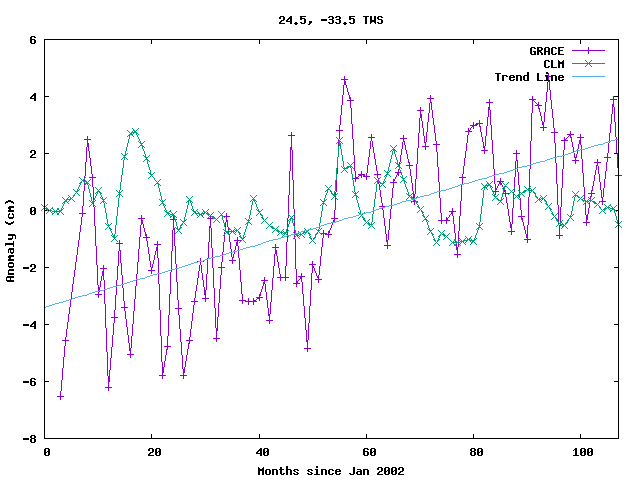 24.5, -33.5 TWS
GRACE
CLM
Trend Line
6
4
2
0
-2
-4
-6
-8
Anomaly (cm)
0 20 40 60 80 100
Months since Jan 2002